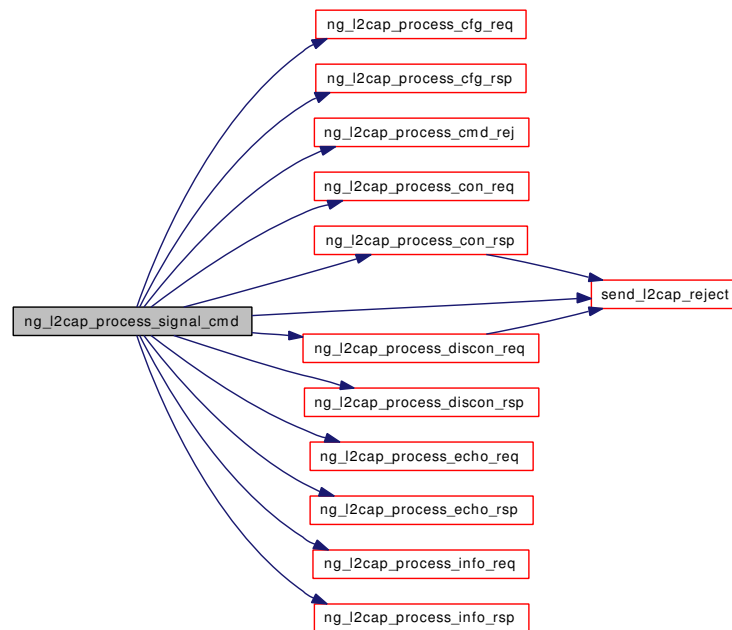 ng_l2cap_process_cfg_req
ng_l2cap_process_cfg_rsp
ng_l2cap_process_cmd_rej
ng_l2cap_process_con_req
ng_l2cap_process_con_rsp
send_l2cap_reject
ng_l2cap_process_signal_cmd
ng_l2cap_process_discon_req
ng_l2cap_process_discon_rsp
ng_l2cap_process_echo_req
ng_l2cap_process_echo_rsp
ng_l2cap_process_info_req
ng_l2cap_process_info_rsp